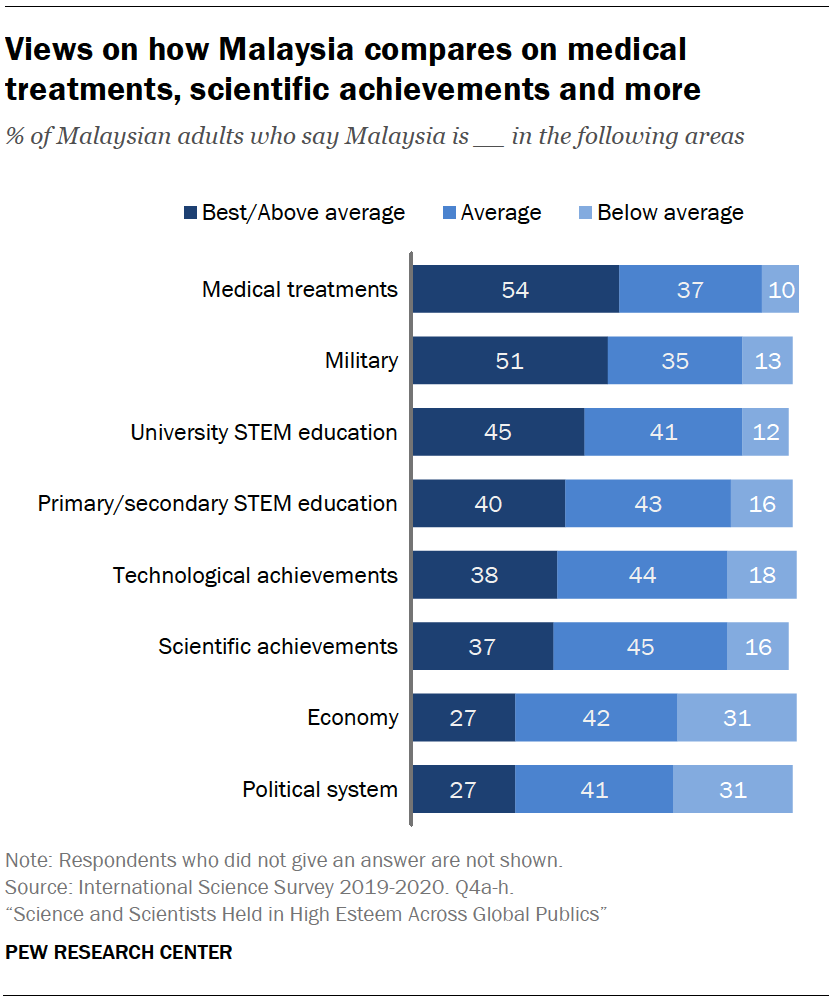 Views on how Malaysia compares on medical
treatments, scientific achievements and more
% of Malaysian adults who say Malaysia is __ in the following areas
Best/Above average Average Below average
Medical treatments 54 37 10
Military 51 35 13
University STEM education 45 41 12
Primary/secondary STEM education 40 43 16
Technological achievements 38 44 18
Scientific achievements 37 45 16
Economy 27 42 31
Political system 27 41 31
Note: Respondents who did not give an answer are not shown.
Source: International Science Survey 2019-2020. Q4a-h.
“Science and Scientists Held in High Esteem Across Global Publics”
PEW RESEARCH CENTER